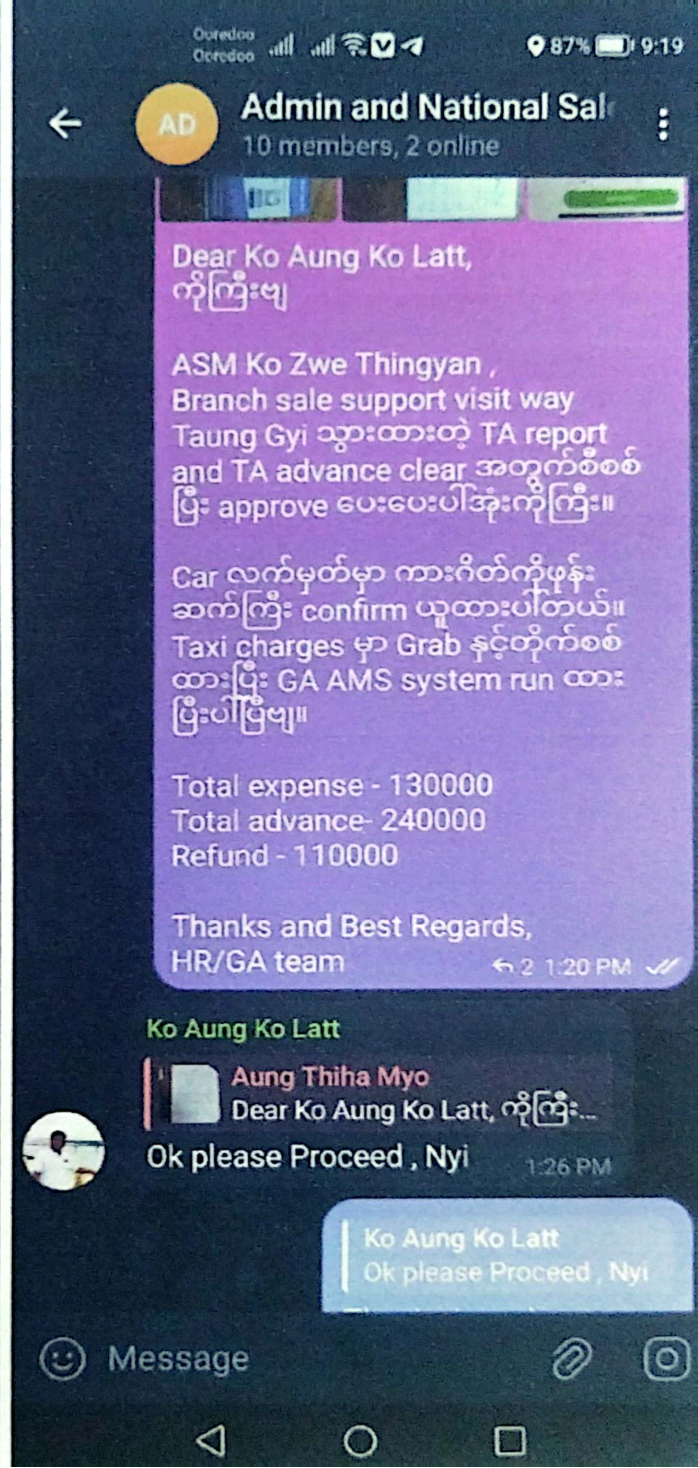 Ooredoo
Ooredoo
87% 9:19
AD
Admin and National Sal
10 members, 2 online
Dear Ko Aung Ko Latt,
ကိုကြီးဗျ
ASM Ko Zwe Thingyan ,
Branch sale support visit way
Taung Gyi သွားထားတဲ့ TA report
and TA advance clear အတွက်စီစစ်
ပြီး approve ပေးပေးပါအုံးကိုကြီး။
Car လက်မှတ်မှာ ကားဂိတ်ကိုဖုန်း
ဆက်ကြီး confirm ယူထားပါတယ်။
Taxi charges မှာ Grab နှင့်တိုက်စစ်
ထားပြီး GA AMS system run ထား
ပြီးပါပြီဗျ။
Total expense - 130000
Total advance- 240000
Refund - 110000
Thanks and Best Regards,
HR/GA team
2 1:20 PM
Ko Aung Ko Latt
Aung Thiha Myo
Dear Ko Aung Ko Latt, ကိုကြီး...
Ok please Proceed , Nyi
1:26 PM
Ko Aung Ko Latt
Ok please Proceed , Nyi
Message